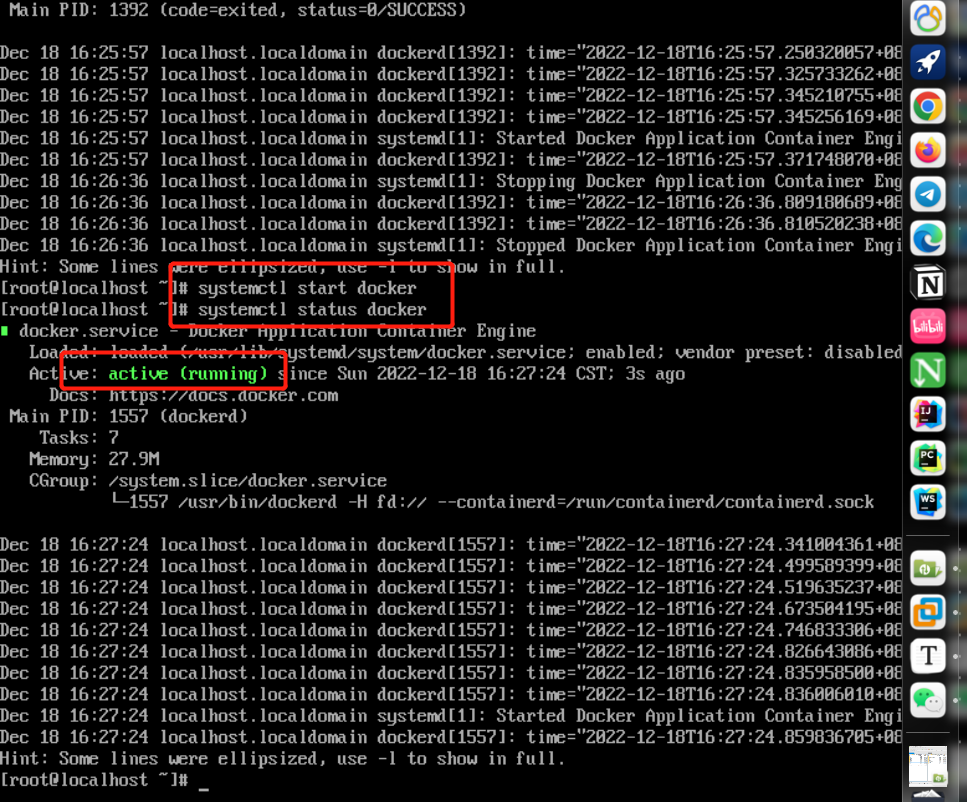 Main PID: 1392 (code=exited, status=0/SUCCESS)
Dec 18 16:25:57 localhost.localdomain dockerd[1392]: time="2022-12-18T16:25:57.250320057+08
Dec 18 16:25:57 localhost.localdomain dockerd[1392]: time="2022-12-18T16:25:57.325733262+08
Dec 18 16:25:57 localhost.localdomain dockerd[1392]: time="2022-12-18T16:25:57.345210755+08
Dec 18 16:25:57 localhost.localdomain dockerd[1392]: time="2022-12-18T16:25:57.345256169+08
Dec 18 16:25:57 localhost.localdomain systemd[1]: Started Docker Application Container Engi
Dec 18 16:25:57 localhost.localdomain dockerd[1392]: time="2022-12-18T16:25:57.371748070+08
Dec 18 16:26:36 localhost.localdomain systemd[1]: Stopping Docker Application Container Eng
Dec 18 16:26:36 localhost.localdomain dockerd[1392]: time="2022-12-18T16:26:36.809180689+08
Dec 18 16:26:36 localhost.localdomain dockerd[1392]: time="2022-12-18T16:26:36.810520238+08
Dec 18 16:26:36 localhost.localdomain systemd[1]: Stopped Docker Application Container Engi
Hint: Some lines were ellipsized, use -l to show in full.
[root@localhost ~]# systemctl start docker
[root@localhost ~]# systemctl status docker
docker.service - Docker Application Container Engine
Loaded: loaded (/usr/lib/systemd/system/docker.service; enabled; vendor preset: disabled
Active: active (running) since Sun 2022-12-18 16:27:24 CST; 3s ago
Docs: https://docs.docker.com
Main PID: 1557 (dockerd)
Tasks: 7
Memory: 27.9M
CGroup: /system.slice/docker.service
└─1557 /usr/bin/dockerd -H fd:// --containerd=/run/containerd/containerd.sock
Dec 18 16:27:24 localhost.localdomain dockerd[1557]: time="2022-12-18T16:27:24.341004361+08
Dec 18 16:27:24 localhost.localdomain dockerd[1557]: time="2022-12-18T16:27:24.499589399+08
Dec 18 16:27:24 localhost.localdomain dockerd[1557]: time="2022-12-18T16:27:24.519635237+08
Dec 18 16:27:24 localhost.localdomain dockerd[1557]: time="2022-12-18T16:27:24.673504195+08
Dec 18 16:27:24 localhost.localdomain dockerd[1557]: time="2022-12-18T16:27:24.746833306+08
Dec 18 16:27:24 localhost.localdomain dockerd[1557]: time="2022-12-18T16:27:24.826643086+08
Dec 18 16:27:24 localhost.localdomain dockerd[1557]: time="2022-12-18T16:27:24.835958500+08
Dec 18 16:27:24 localhost.localdomain dockerd[1557]: time="2022-12-18T16:27:24.836006010+08
Dec 18 16:27:24 localhost.localdomain systemd[1]: Started Docker Application Container Engi
Dec 18 16:27:24 localhost.localdomain dockerd[1557]: time="2022-12-18T16:27:24.859836705+08
Hint: Some lines were ellipsized, use -l to show in full.
[root@localhost ~]# _
N
bilibili
N
IJ
PC
WS
T